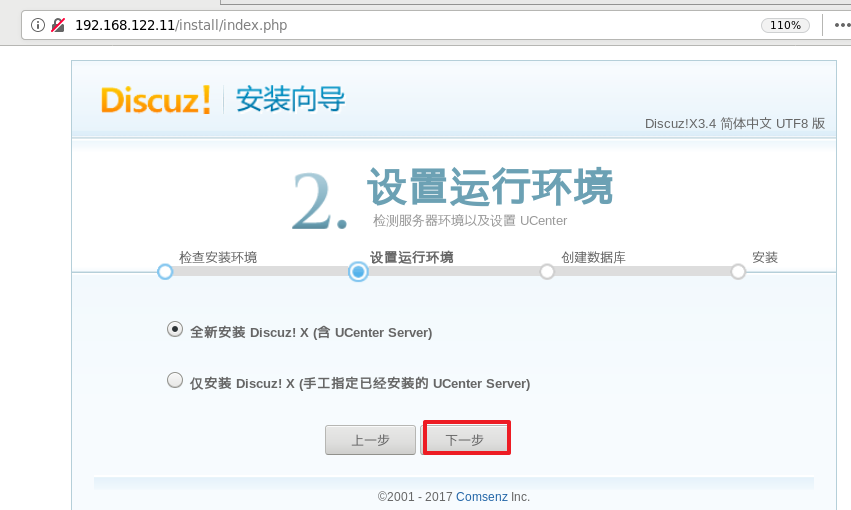 192.168.122.11/install/index.php
110%
Discuz! 安装向导
Discuz!X3.4 简体中文 UTF8 版
2. 设置运行环境
检测服务器环境以及设置 UCenter
检查安装环境 设置运行环境 创建数据库 安装
全新安装 Discuz! X (含 UCenter Server)
仅安装 Discuz! X (手工指定已经安装的 UCenter Server)
上一步 下一步
©2001 - 2017 Comsenz Inc.